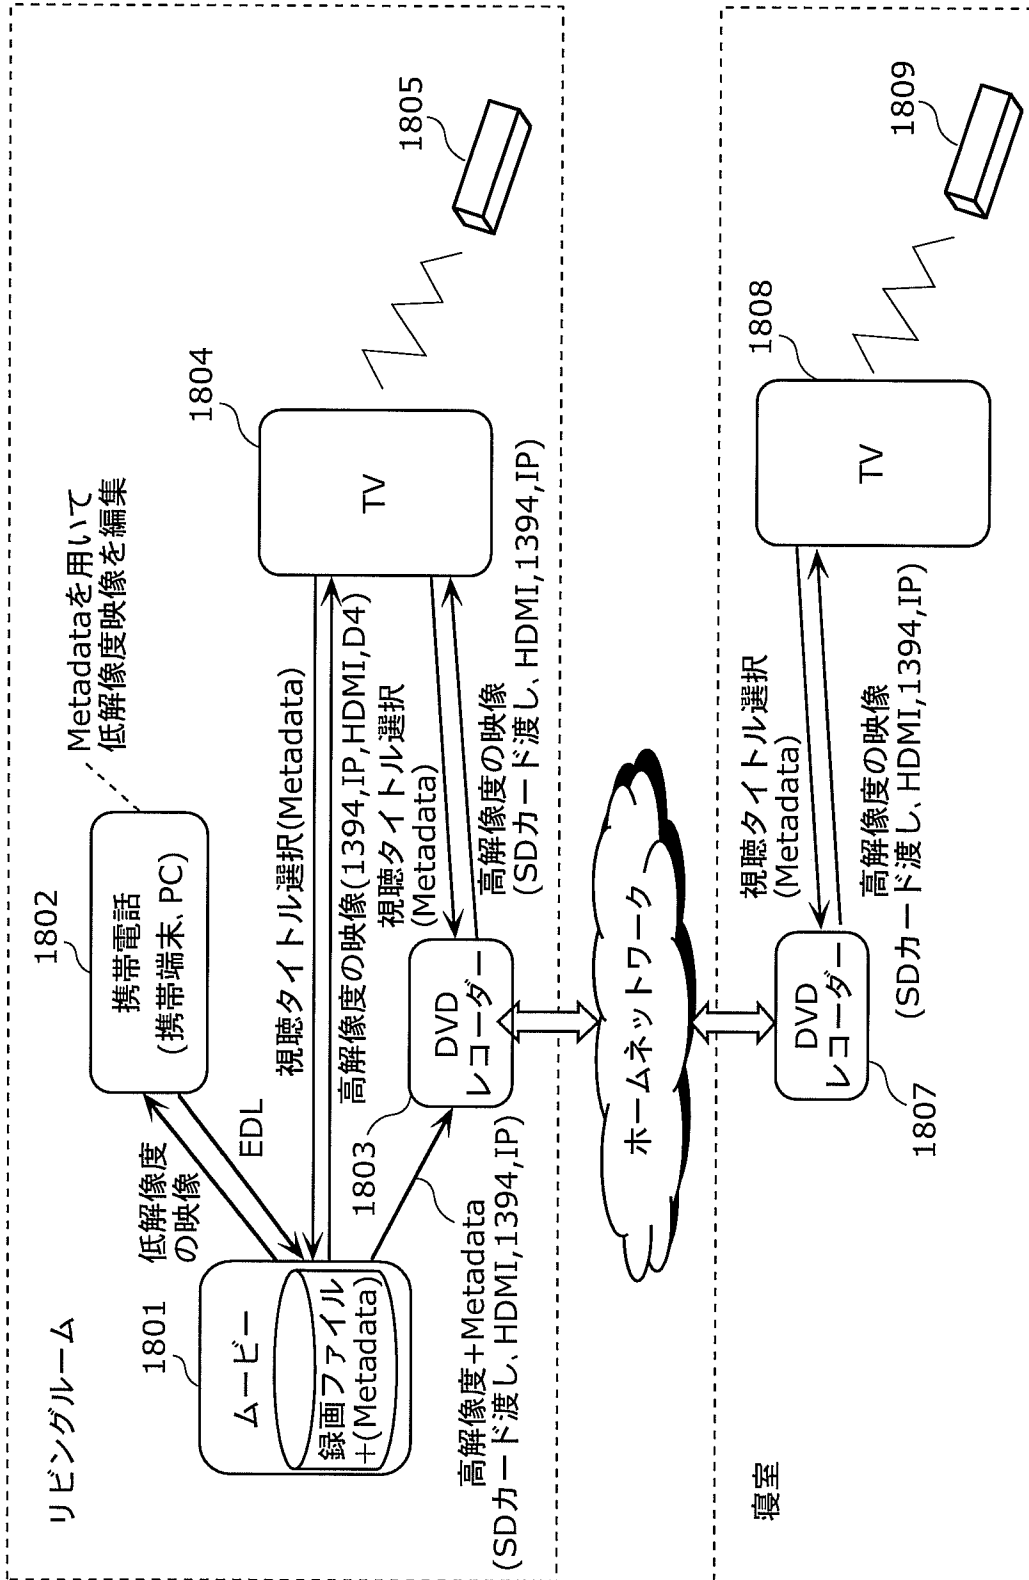 リビングルーム
1801
ムービー
録画ファイル
+(Metadata)
低解像度
の映像
EDL
1802
携帯電話
(携帯端末、PC)
Metadataを用いて
低解像度映像を編集
視聴タイトル選択(Metadata)
高解像度の映像(1394,IP,HDMI,D4)
1804
TV
1805
視聴タイトル選択
(Metadata)
高解像度の映像
(SDカード渡し、HDMI,1394,IP)
1803
DVD
レコーダー
高解像度+Metadata
(SDカード渡し、HDMI,1394,IP)
ホームネットワーク
寝室
DVD
レコーダー
1807
視聴タイトル選択
(Metadata)
高解像度の映像
(SDカード渡し、HDMI,1394,IP)
1808
TV
1809